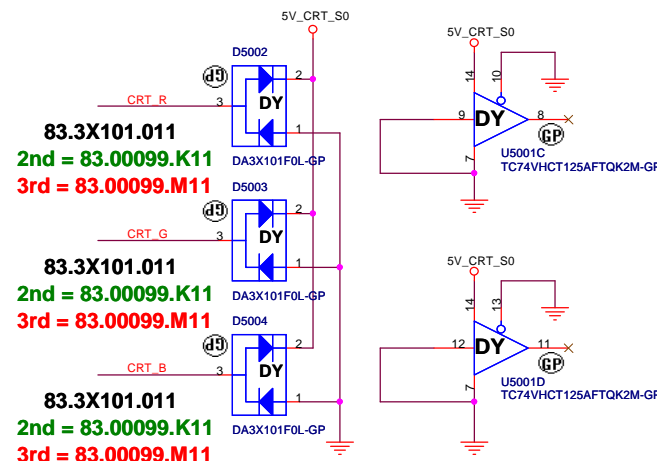 5V_CRT_S0
D5002
GP
CRT_R
3
2
DY
1
83.3X101.011
2nd = 83.00099.K11
3rd = 83.00099.M11
DA3X101F0L-GP
D5003
GP
CRT_G
3
2
DY
1
83.3X101.011
2nd = 83.00099.K11
3rd = 83.00099.M11
DA3X101F0L-GP
D5004
GP
CRT_B
3
2
DY
1
83.3X101.011
2nd = 83.00099.K11
3rd = 83.00099.M11
DA3X101F0L-GP
5V_CRT_S0
14
10
9
DY
8
GP
7
U5001C
TC74VHCT125AFTQK2M-GP
5V_CRT_S0
14
13
12
DY
11
GP
7
U5001D
TC74VHCT125AFTQK2M-GP